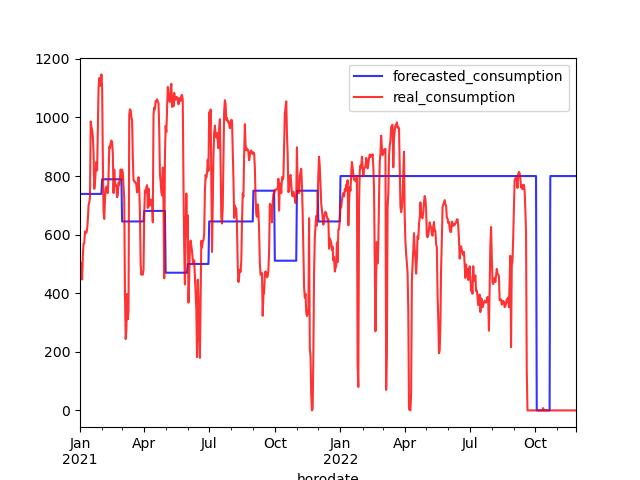 1200
1000
800
600
400
200
0
forecasted_consumption
real_consumption
Jan Apr Jul Oct Jan Apr Jul Oct
2021 2022
horodate